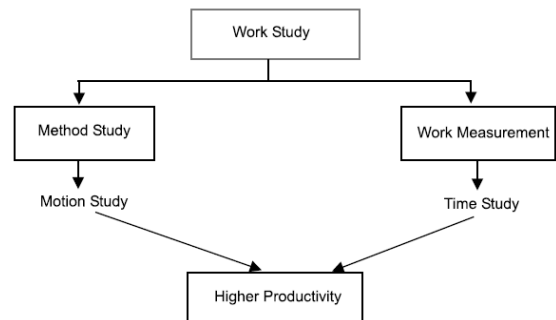 Work Study
Method Study
Work Measurement
Motion Study
Time Study
Higher Productivity